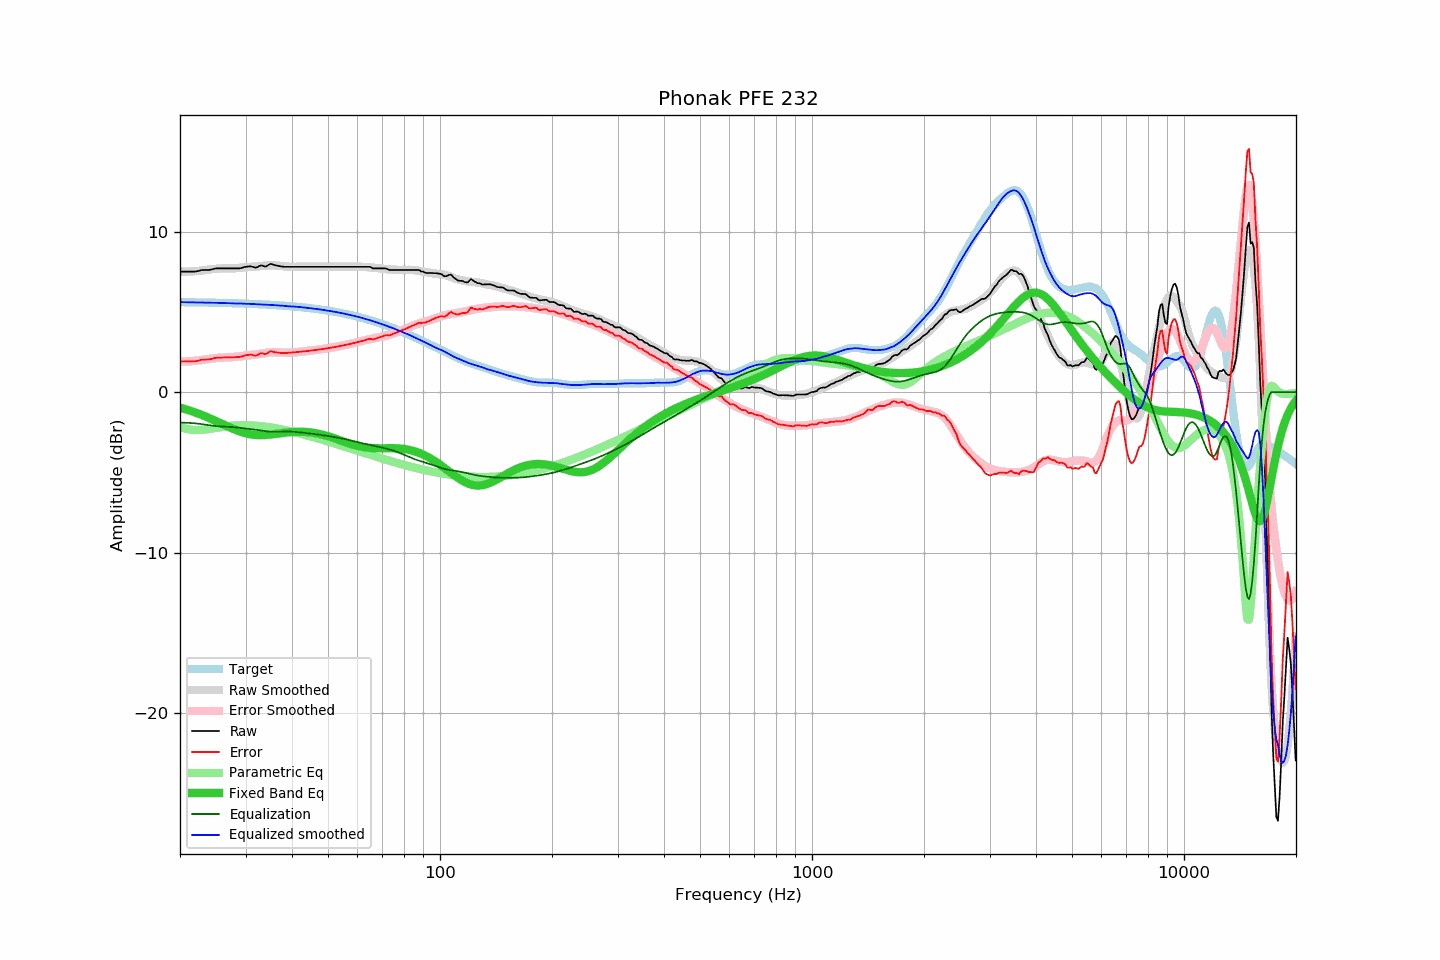 Phonak PFE 232
Amplitude (dBr)
10
0
−10
−20
Target
Raw Smoothed
Error Smoothed
Raw
Error
Parametric Eq
Fixed Band Eq
Equalization
Equalized smoothed
100
1000
10000
Frequency (Hz)